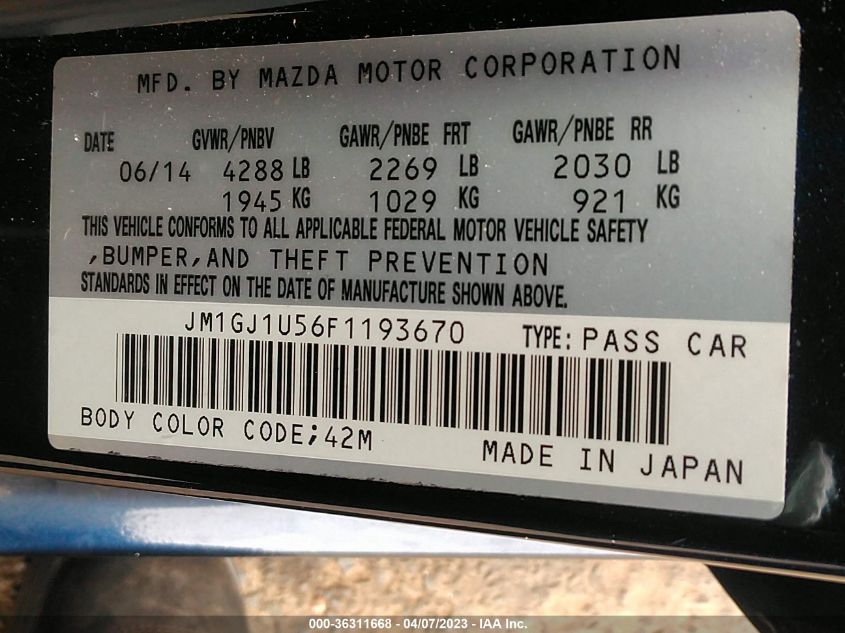 MFD. BY MAZDA MOTOR CORPORATION
DATE GVWR/PNBV GAWR/PNBE FRT GAWR/PNBE RR
06/14 4288 LB 2269 LB 2030 LB
1945 KG 1029 KG 921 KG
THIS VEHICLE CONFORMS TO ALL APPLICABLE FEDERAL MOTOR VEHICLE SAFETY
,BUMPER,AND THEFT PREVENTION
STANDARDS IN EFFECT ON THE DATE OF MANUFACTURE SHOWN ABOVE.
JM1GJ1U56F1193670 TYPE: PASS CAR
BODY COLOR CODE;42M MADE IN JAPAN
000-36311668 - 04/07/2023 - IAA Inc.